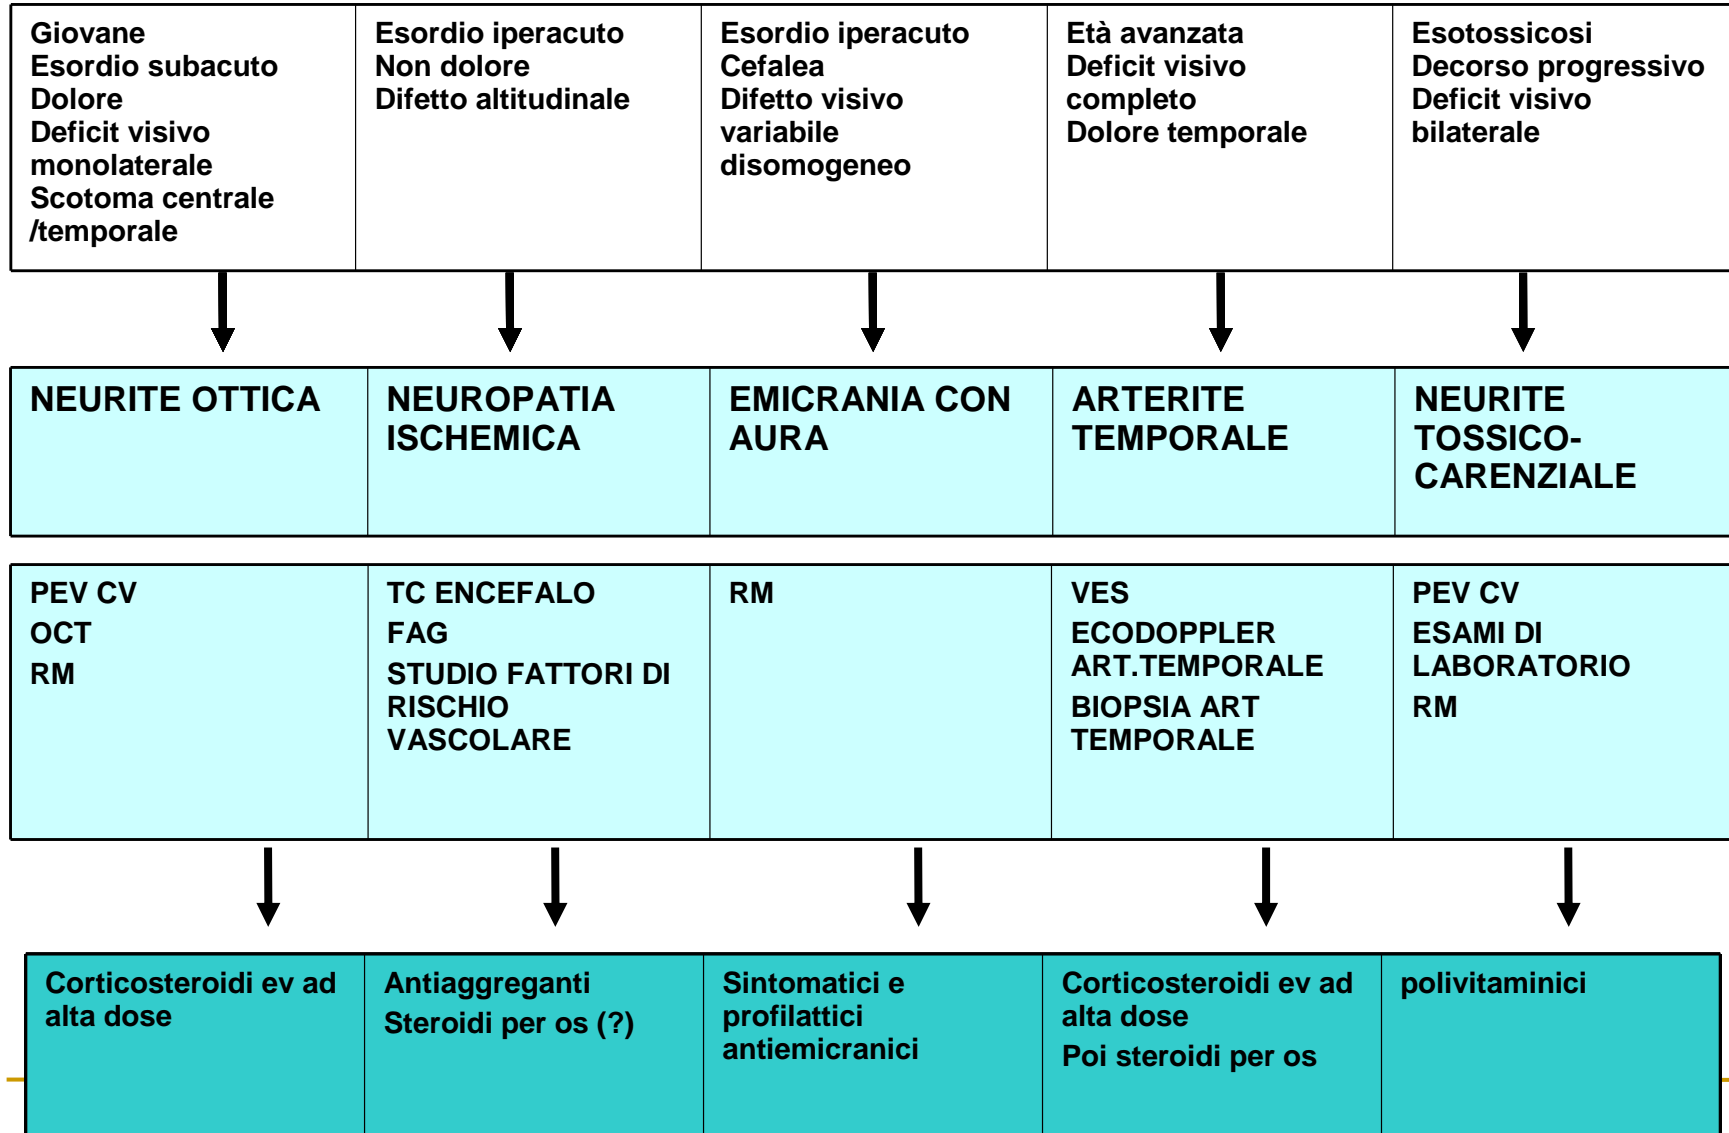 Giovane
Esordio subacuto
Dolore
Deficit visivo
monolaterale
Scotoma centrale
/temporale
Esordio iperacuto
Non dolore
Difetto altitudinale
Esordio iperacuto
Cefalea
Difetto visivo
variabile
disomogeneo
Età avanzata
Deficit visivo
completo
Dolore temporale
Esotossicosi
Decorso progressivo
Deficit visivo
bilaterale
NEURITE OTTICA
NEUROPATIA
ISCHEMICA
EMICRANIA CON
AURA
ARTERITE
TEMPORALE
NEURITE
TOSSICO-
CARENZIALE
PEV CV
OCT
RM
TC ENCEFALO
FAG
STUDIO FATTORI DI
RISCHIO
VASCOLARE
RM
VES
ECODOPPLER
ART.TEMPORALE
BIOPSIA ART
TEMPORALE
PEV CV
ESAMI DI
LABORATORIO
RM
Corticosteroidi ev ad
alta dose
Antiaggreganti
Steroidi per os (?)
Sintomatici e
profilattici
antiemicranici
Corticosteroidi ev ad
alta dose
Poi steroidi per os
polivitaminici